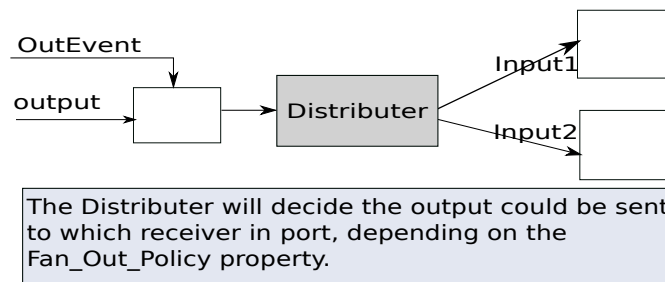 OutEvent
output
Distributer
Input1
Input2
The Distributer will decide the output could be sent
to which receiver in port, depending on the
Fan_Out_Policy property.